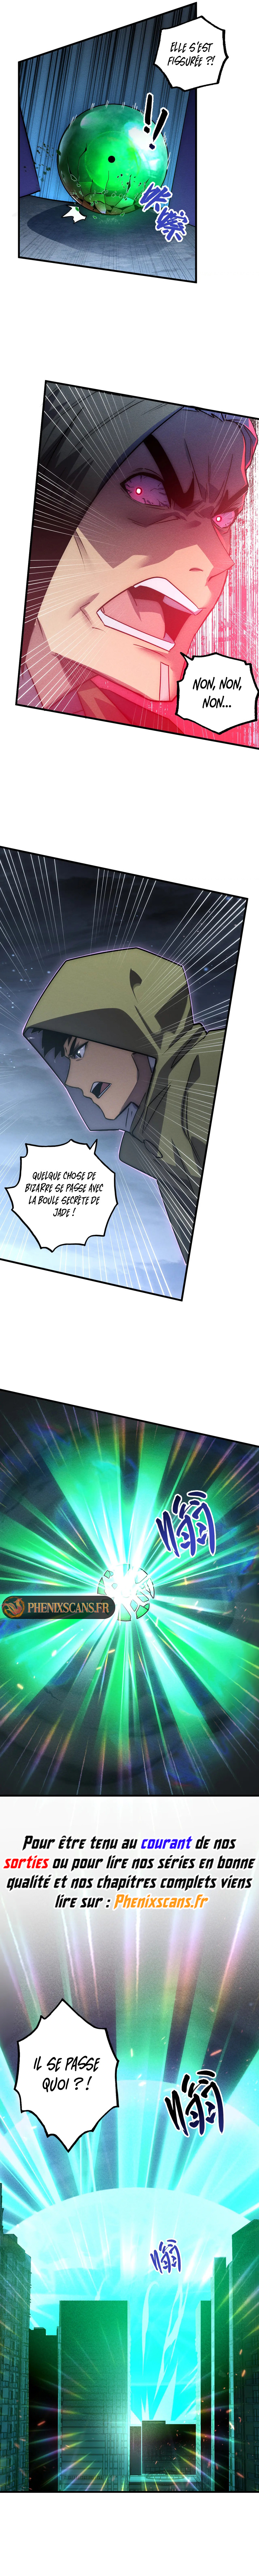 ELLE S'EST
FISSURÉE ?!
!!
咔嚓
NON, NON,
NON...
QUELQUE CHOSE DE
BIZARRE SE PASSE AVEC
LA BOULE SECRÈTE DE
JADE !
嗡
PHENIXSCANS.FR
Pour être tenu au courant de nos
sorties ou pour lire nos séries en bonne
qualité et nos chapitres complets viens
lire sur : Phenixscans.fr
IL SE PASSE
QUOI ?!
嗡
嗡